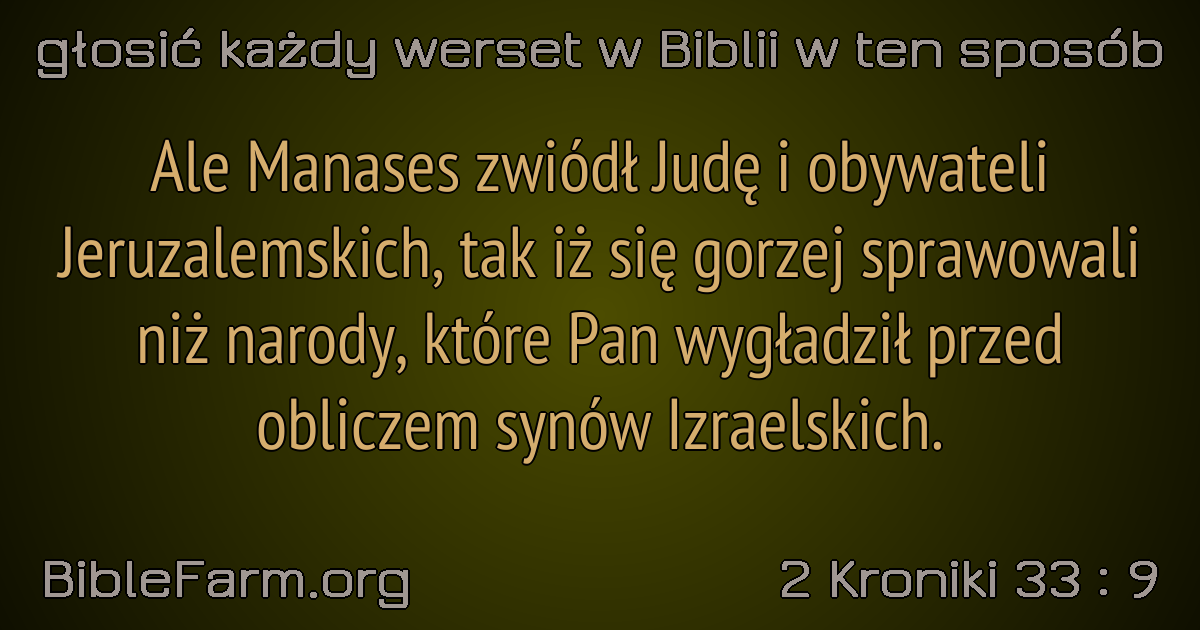 głosić każdy werset w Biblii w ten sposób
Ale Manases zwiódł Judę i obywateli
Jeruzalemskich, tak iż się gorzej sprawowali
niż narody, które Pan wygładził przed
obliczem synów Izraelskich.
BibleFarm.org
2 Kroniki 33 : 9